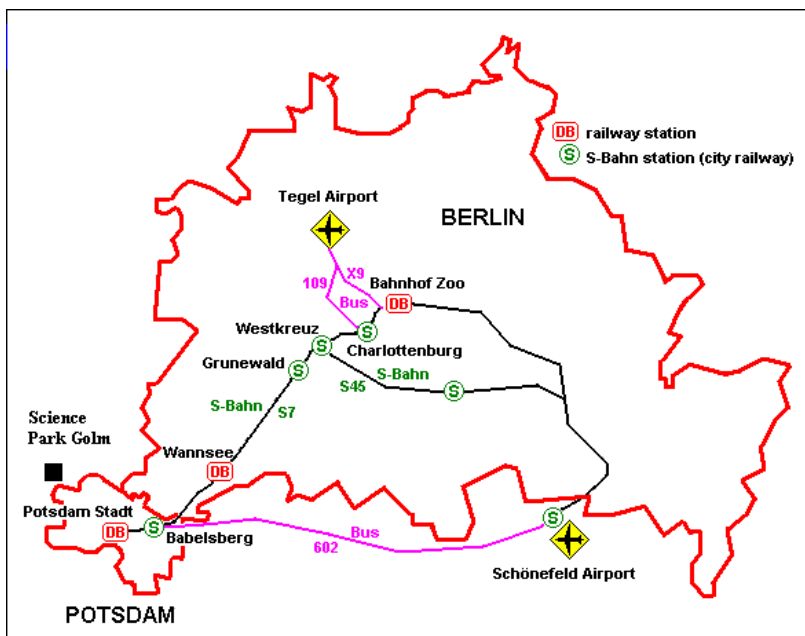 DB railway station
S S-Bahn station (city railway)
Tegel Airport
BERLIN
109
X9
Bus
Bahnhof Zoo
DB
Westkreuz
S
S
Charlottenburg
Grunewald
S
S-Bahn
S7
S45
S-Bahn
S
Science
Park Golm
Wannsee
DB
Potsdam Stadt
DB
S
Babelsberg
Bus
602
S
Schönefeld Airport
POTSDAM